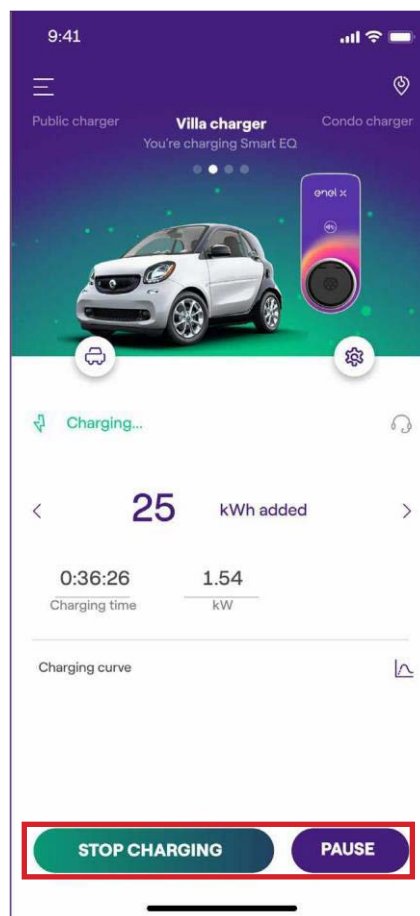 9:41
Public charger Villa charger Condo charger
You're charging Smart EQ
enel x
Charging...
25 kWh added
0:36:26 1.54
Charging time kW
Charging curve
STOP CHARGING PAUSE